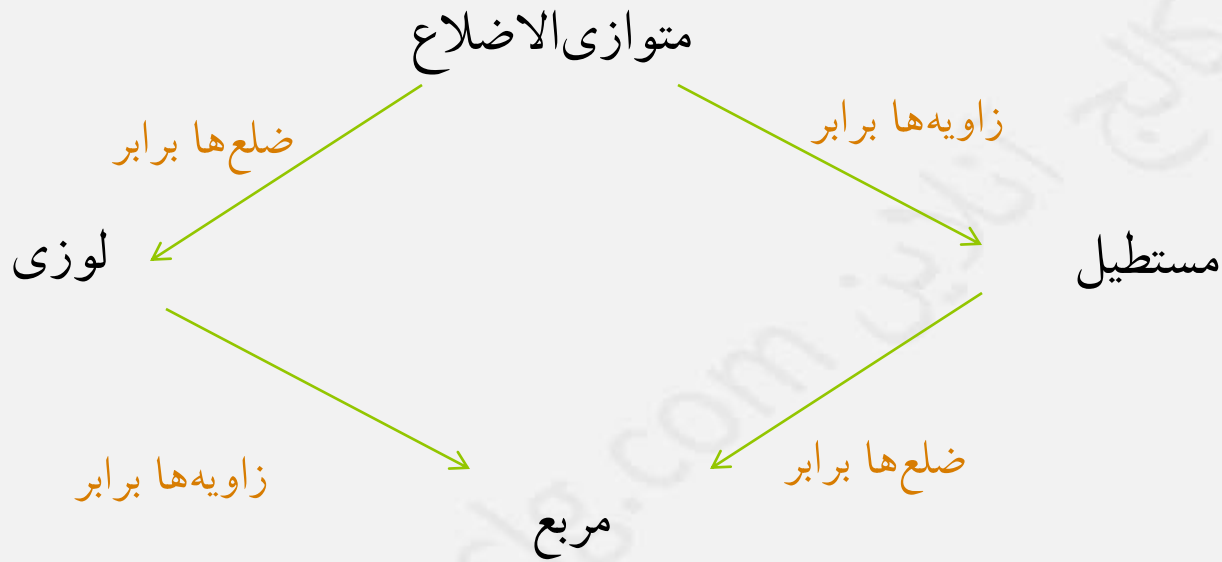 متوازی‌الاضلاع
زاویه‌ها برابر
ضلع‌ها برابر
مستطیل
لوزی
ضلع‌ها برابر
زاویه‌ها برابر
مربع